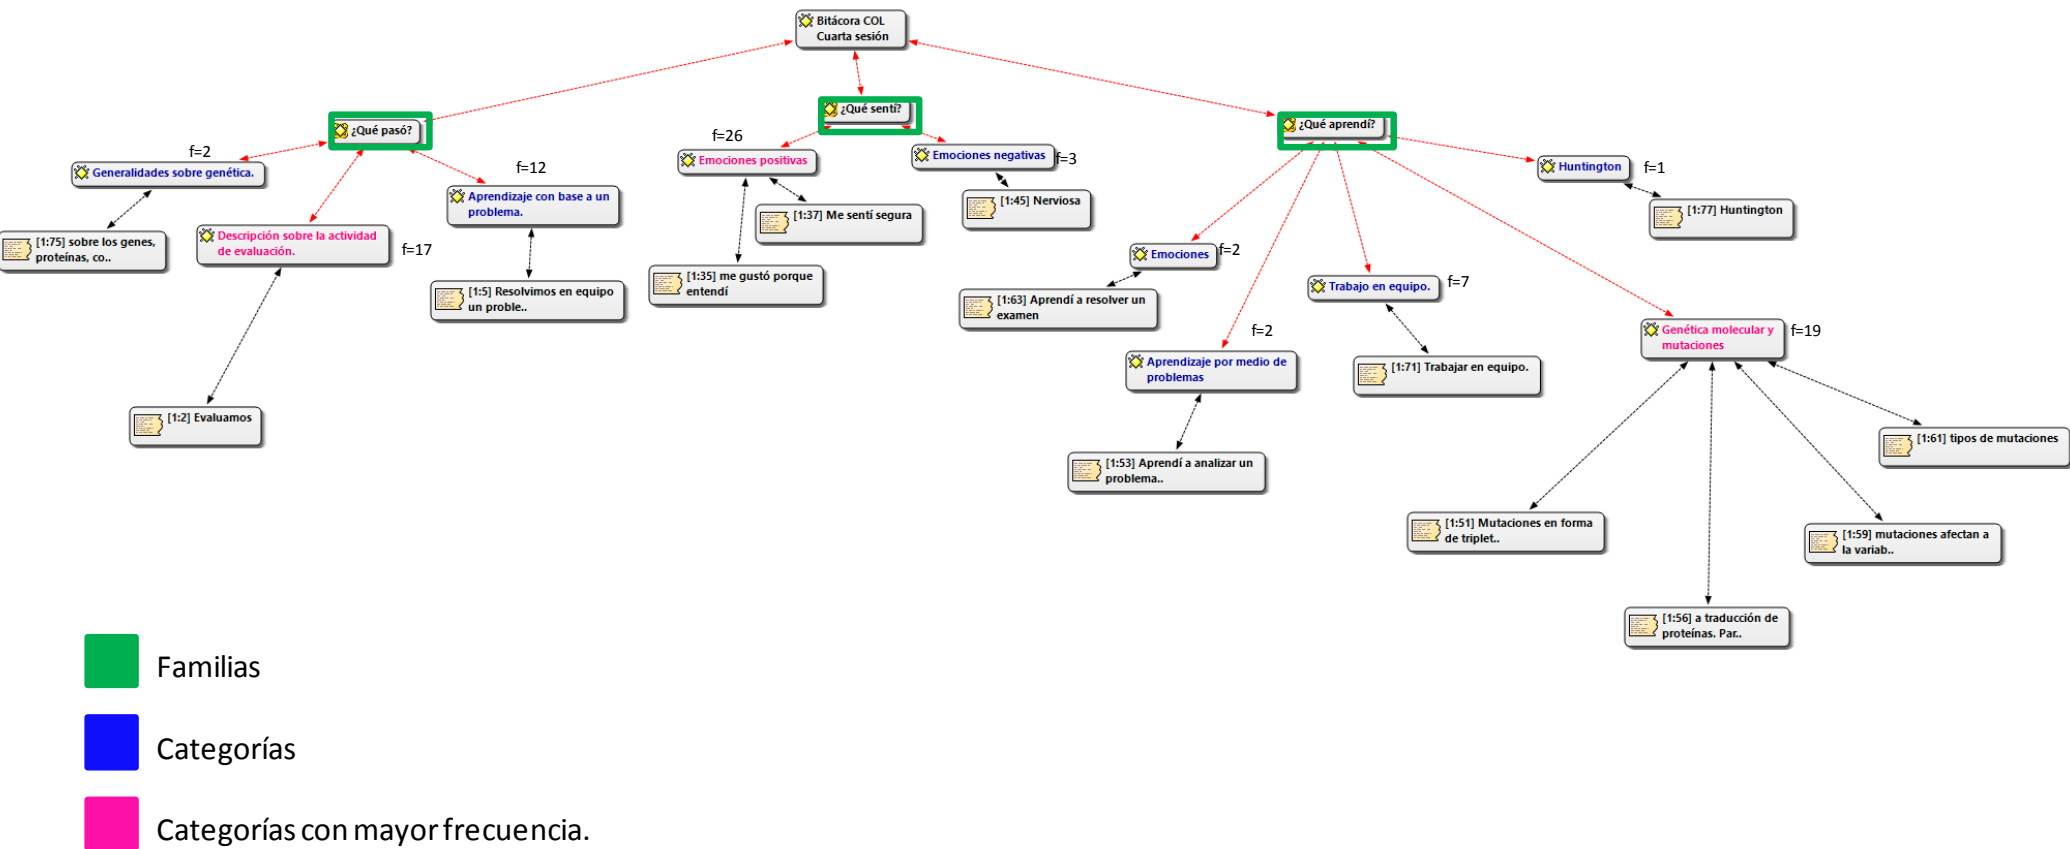 Bitácora COL
Cuarta sesión
¿Qué pasó?
f=2
Generalidades sobre genética.
[1:75] sobre los genes,
proteínas, co..
Descripción sobre la actividad
de evaluación.
f=17
[1:2] Evaluamos
f=12
Aprendizaje con base a un
problema.
[1:5] Resolvimos en equipo
un proble..
¿Qué sentí?
f=26
Emociones positivas
[1:37] Me sentí segura
[1:35] me gustó porque
entendí
Emociones negativas
f=3
[1:45] Nerviosa
¿Qué aprendí?
Emociones
f=2
[1:63] Aprendí a resolver un
examen
f=2
Aprendizaje por medio de
problemas
[1:53] Aprendí a analizar un
problema..
Trabajo en equipo.
f=7
[1:71] Trabajar en equipo.
Huntington
f=1
[1:77] Huntington
Genética molecular y
mutaciones
f=19
[1:61] tipos de mutaciones
[1:51] Mutaciones en forma
de triplet..
[1:59] mutaciones afectan a
la variab..
[1:56] a traducción de
proteínas. Par..
Familias
Categorías
Categorías con mayor frecuencia.